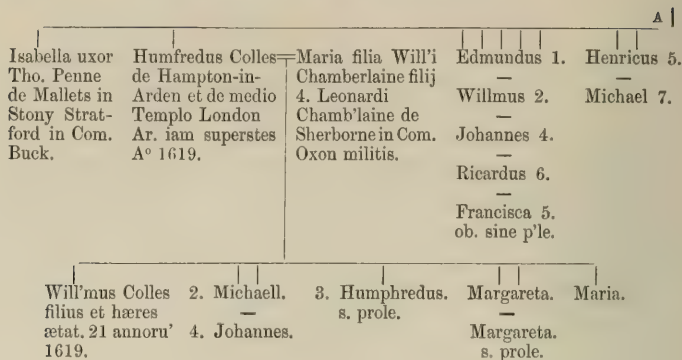 A
Isabella uxor
Tho. Penne
de Mallets in
Stony Strat-
ford in Com.
Buck.
Humfredus Colles
de Hampton-in-
Arden et de medio
Templo London
Ar. iam superstes
Aº 1619.
Maria filia Will'i
Chamberlaine filij
4. Leonardi
Chamb'laine de
Sherborne in Com.
Oxon militis.
Edmundus 1.
—
Willmus 2.
—
Johannes 4.
—
Ricardus 6.
—
Francisca 5.
ob. sine p'le.
Henricus 5.
—
Michael 7.
Will'mus Colles
filius et hæres
ætat. 21 annoru'
1619.
2. Michaell.
—
4. Johannes.
3. Humphredus.
s. prole.
Margareta.
—
Margareta.
s. prole.
Maria.